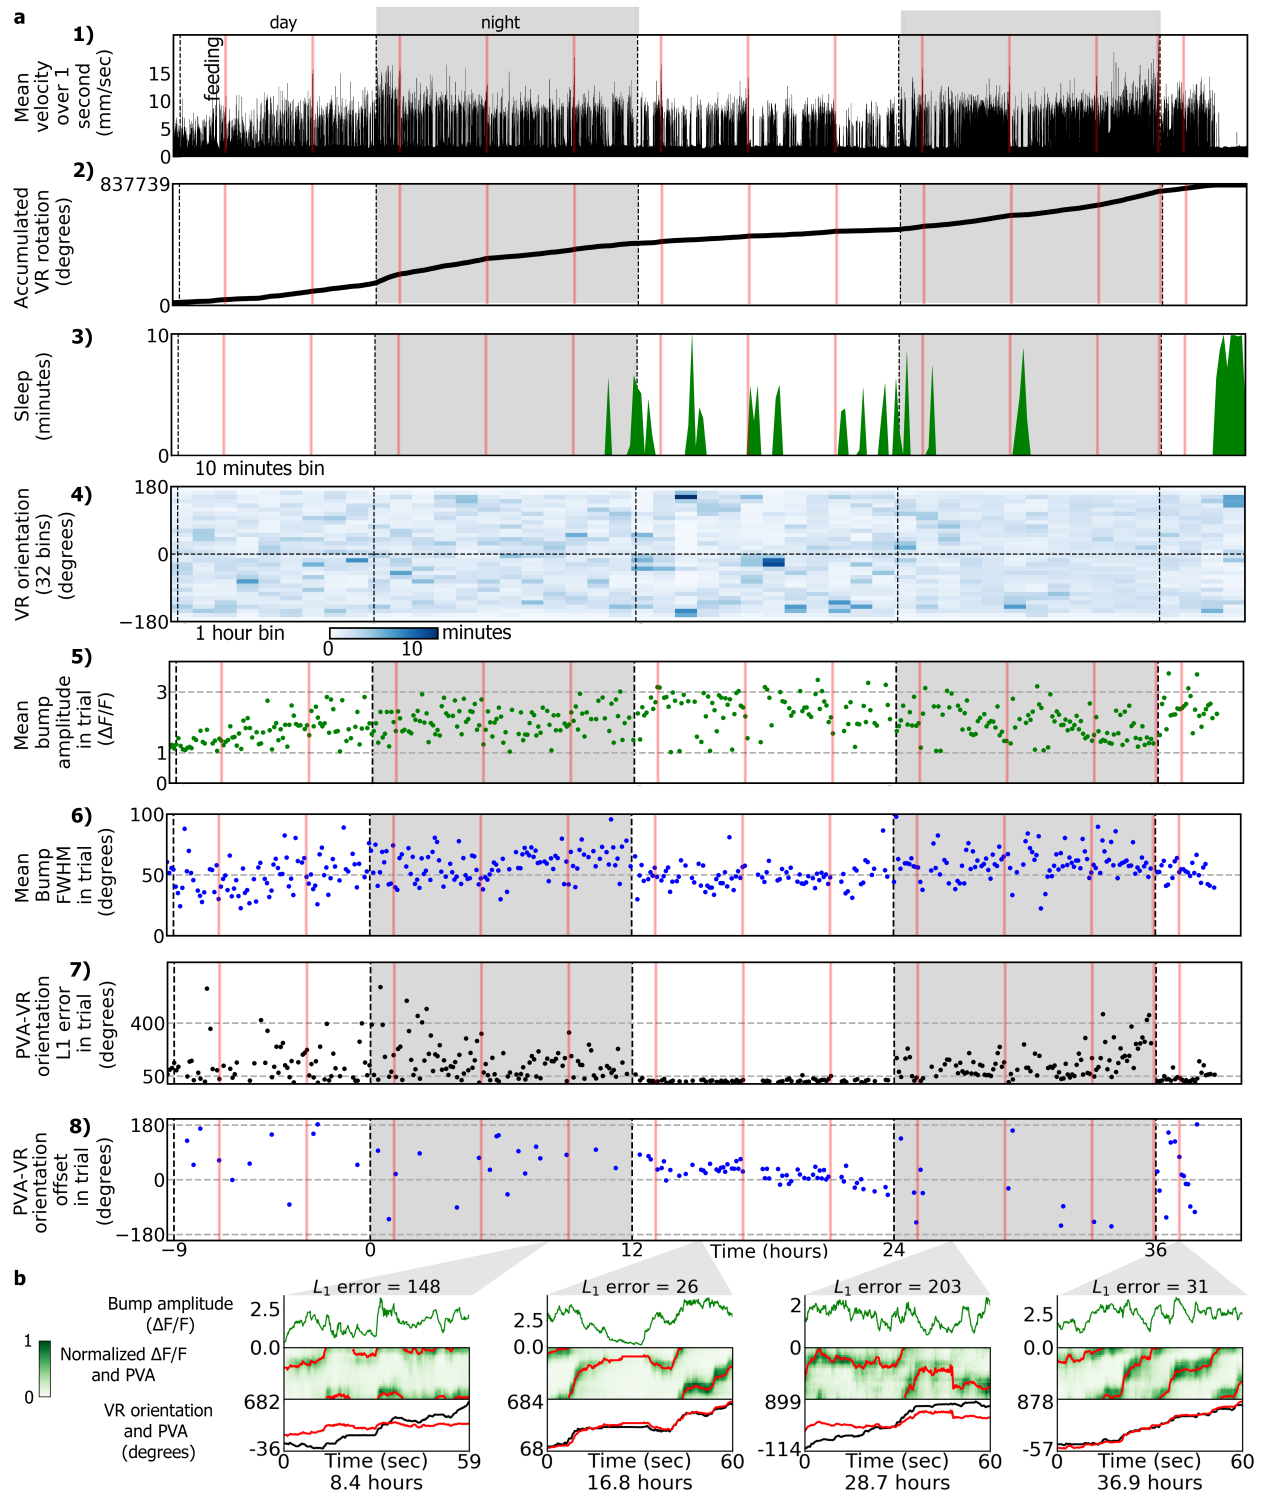 a
day
night
1)
feeding
Mean
velocity
over 1
second
(mm/sec)
15
10
5
0
2)
837739
Accumulated
VR rotation
(degrees)
0
3)
10
Sleep
(minutes)
0
10 minutes bin
4)
180
VR orientation
(32 bins)
(degrees)
0
−180
1 hour bin
0
10
minutes
5)
Mean
bump
amplitude
in trial
(ΔF/F)
3
1
0
6)
100
Mean
Bump
FWHM
in trial
(degrees)
50
0
7)
PVA-VR
orientation
L1 error
in trial
(degrees)
400
50
8)
180
PVA-VR
orientation
offset
in trial
(degrees)
0
−180
−9
0
12
Time (hours)
24
36
b
L1 error = 148
L1 error = 26
L1 error = 203
L1 error = 31
Bump amplitude
(ΔF/F)
2.5
0.0
2.5
0.0
2
0
2.5
0.0
1
0
Normalized ΔF/F
and PVA
VR orientation
and PVA
(degrees)
682
-36
684
68
899
-114
878
-57
0 Time (sec) 59
0 Time (sec) 60
0 Time (sec) 60
0 Time (sec) 60
8.4 hours
16.8 hours
28.7 hours
36.9 hours